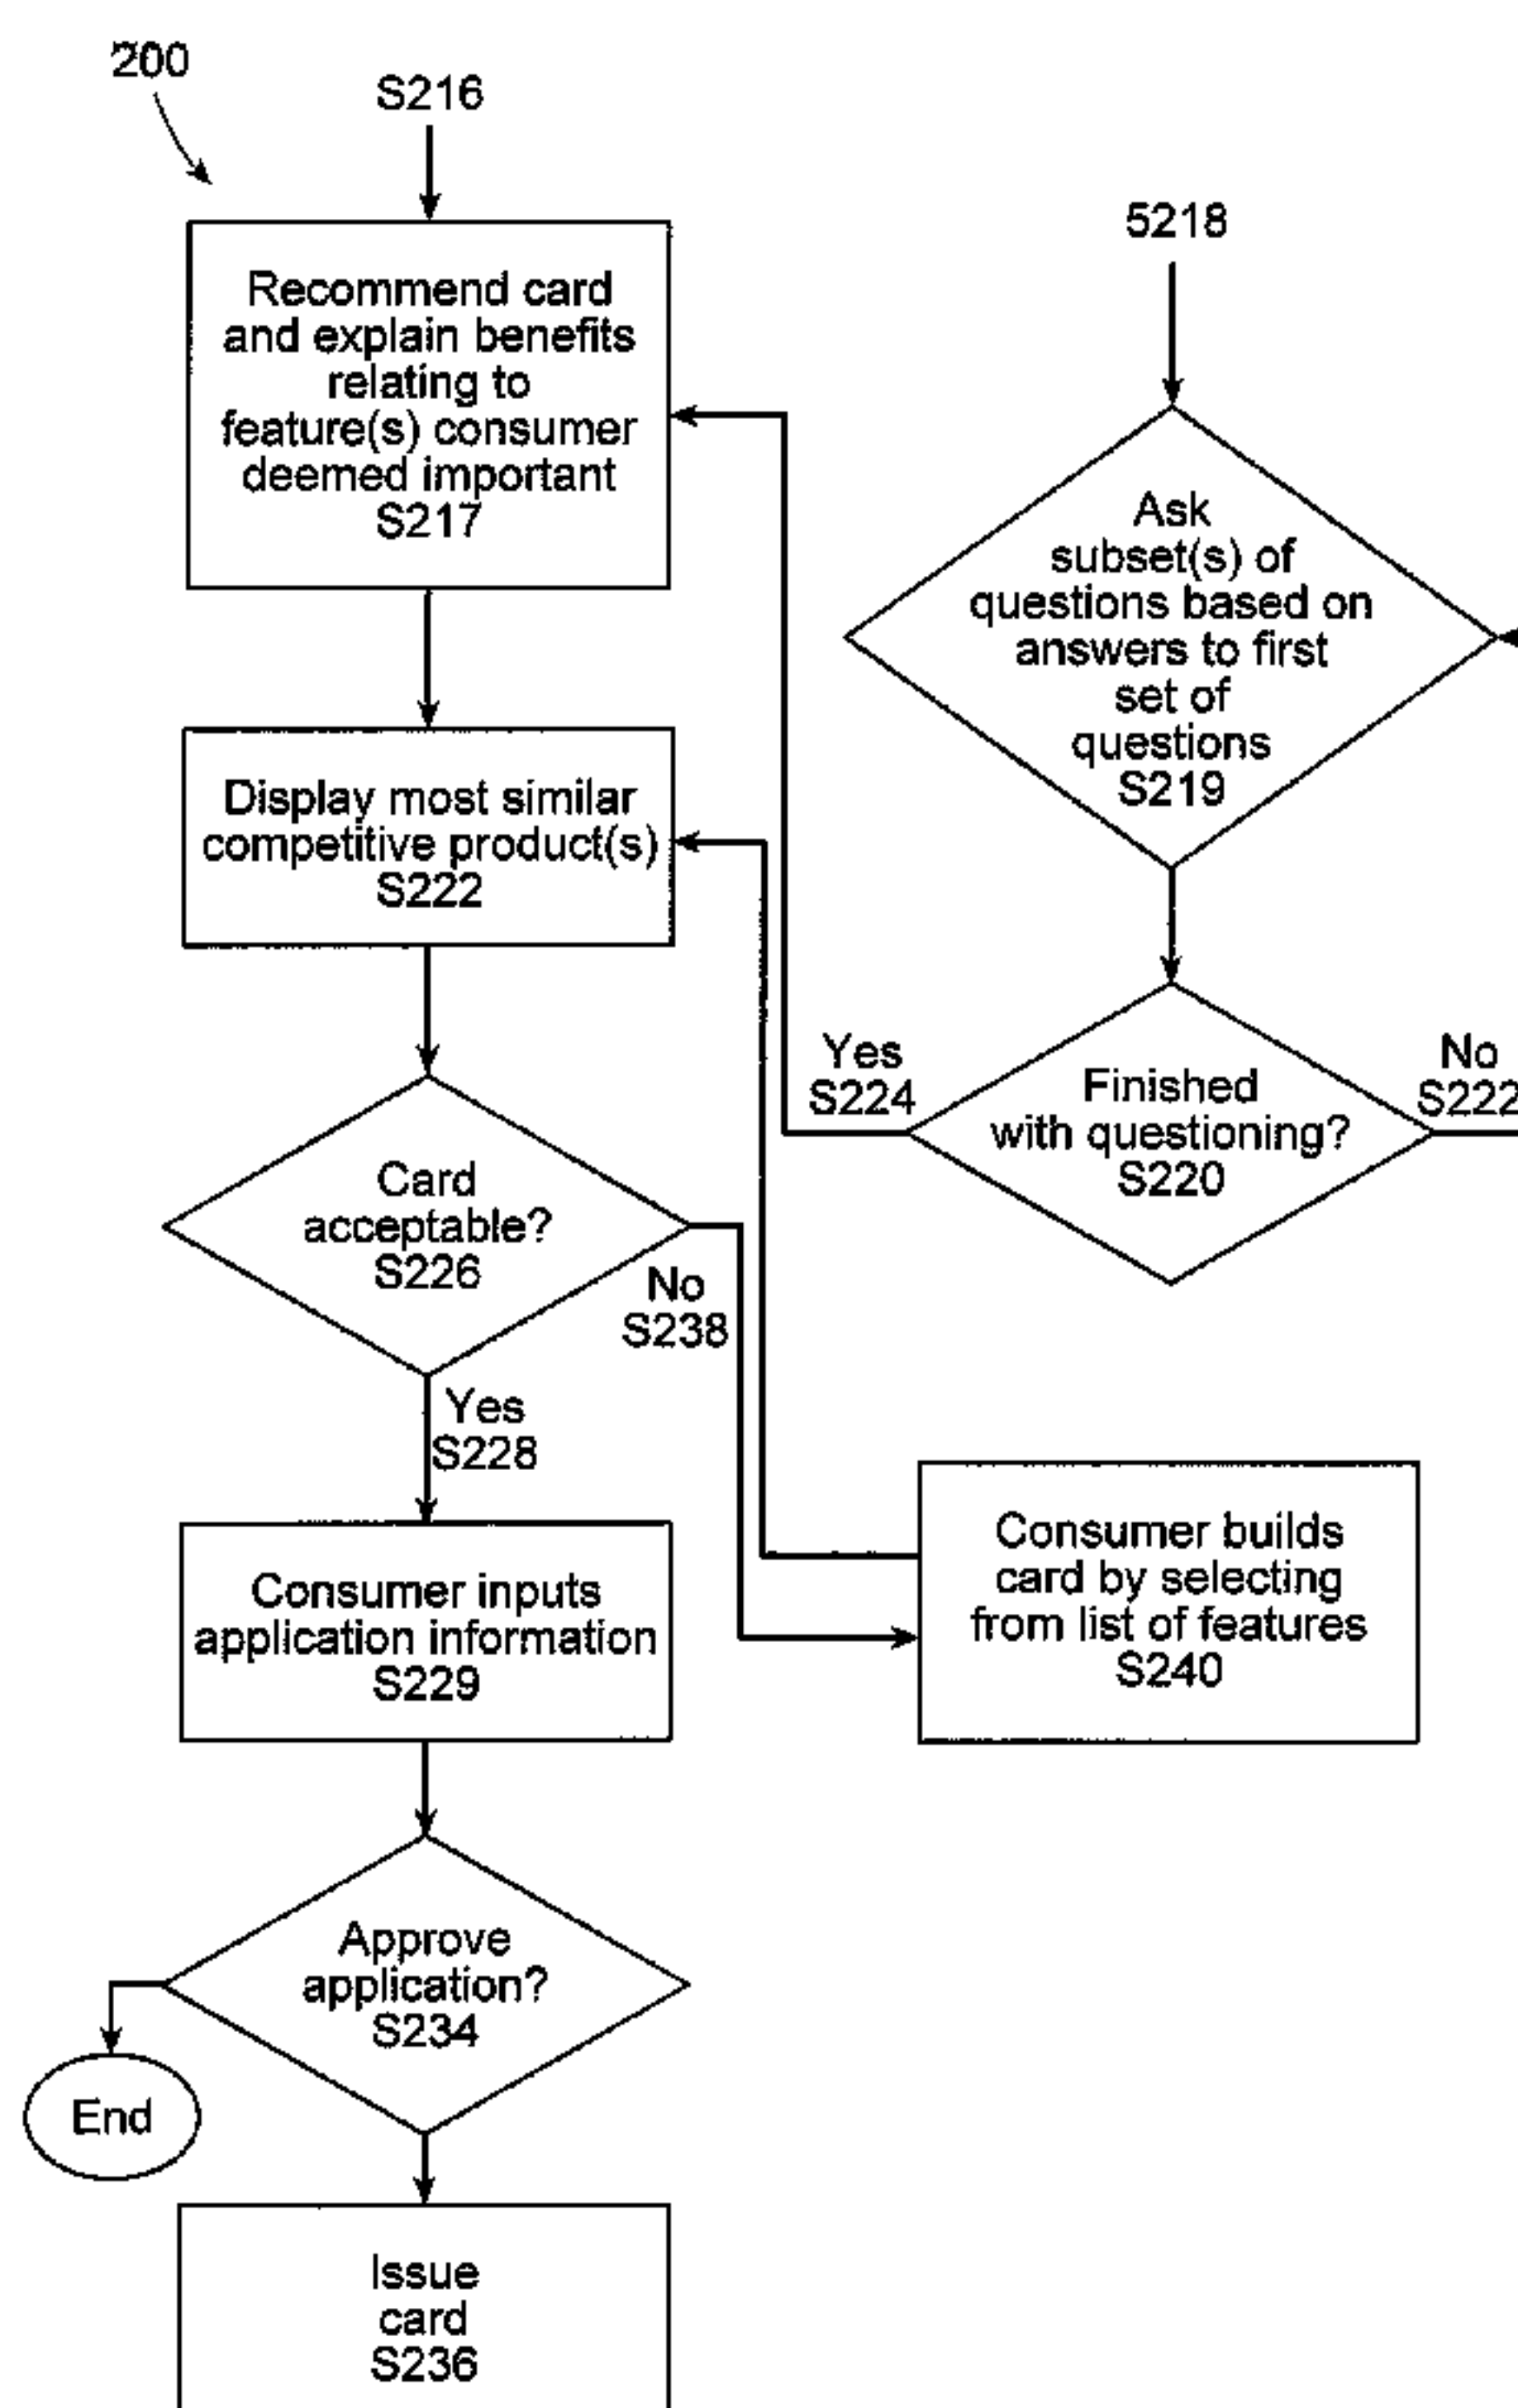 200
S216
Recommend card
and explain benefits
relating to
feature(s) consumer
deemed important
S217
5218
Ask
subset(s) of
questions based on
answers to first
set of
questions
S219
Display most similar
competitive product(s)
S222
Yes
S224
Finished
with questioning?
S220
No
S222
Card
acceptable?
S226
No
S238
Yes
S228
Consumer builds
card by selecting
from list of features
S240
Consumer inputs
application information
S229
Approve
application?
S234
End
Issue
card
S236